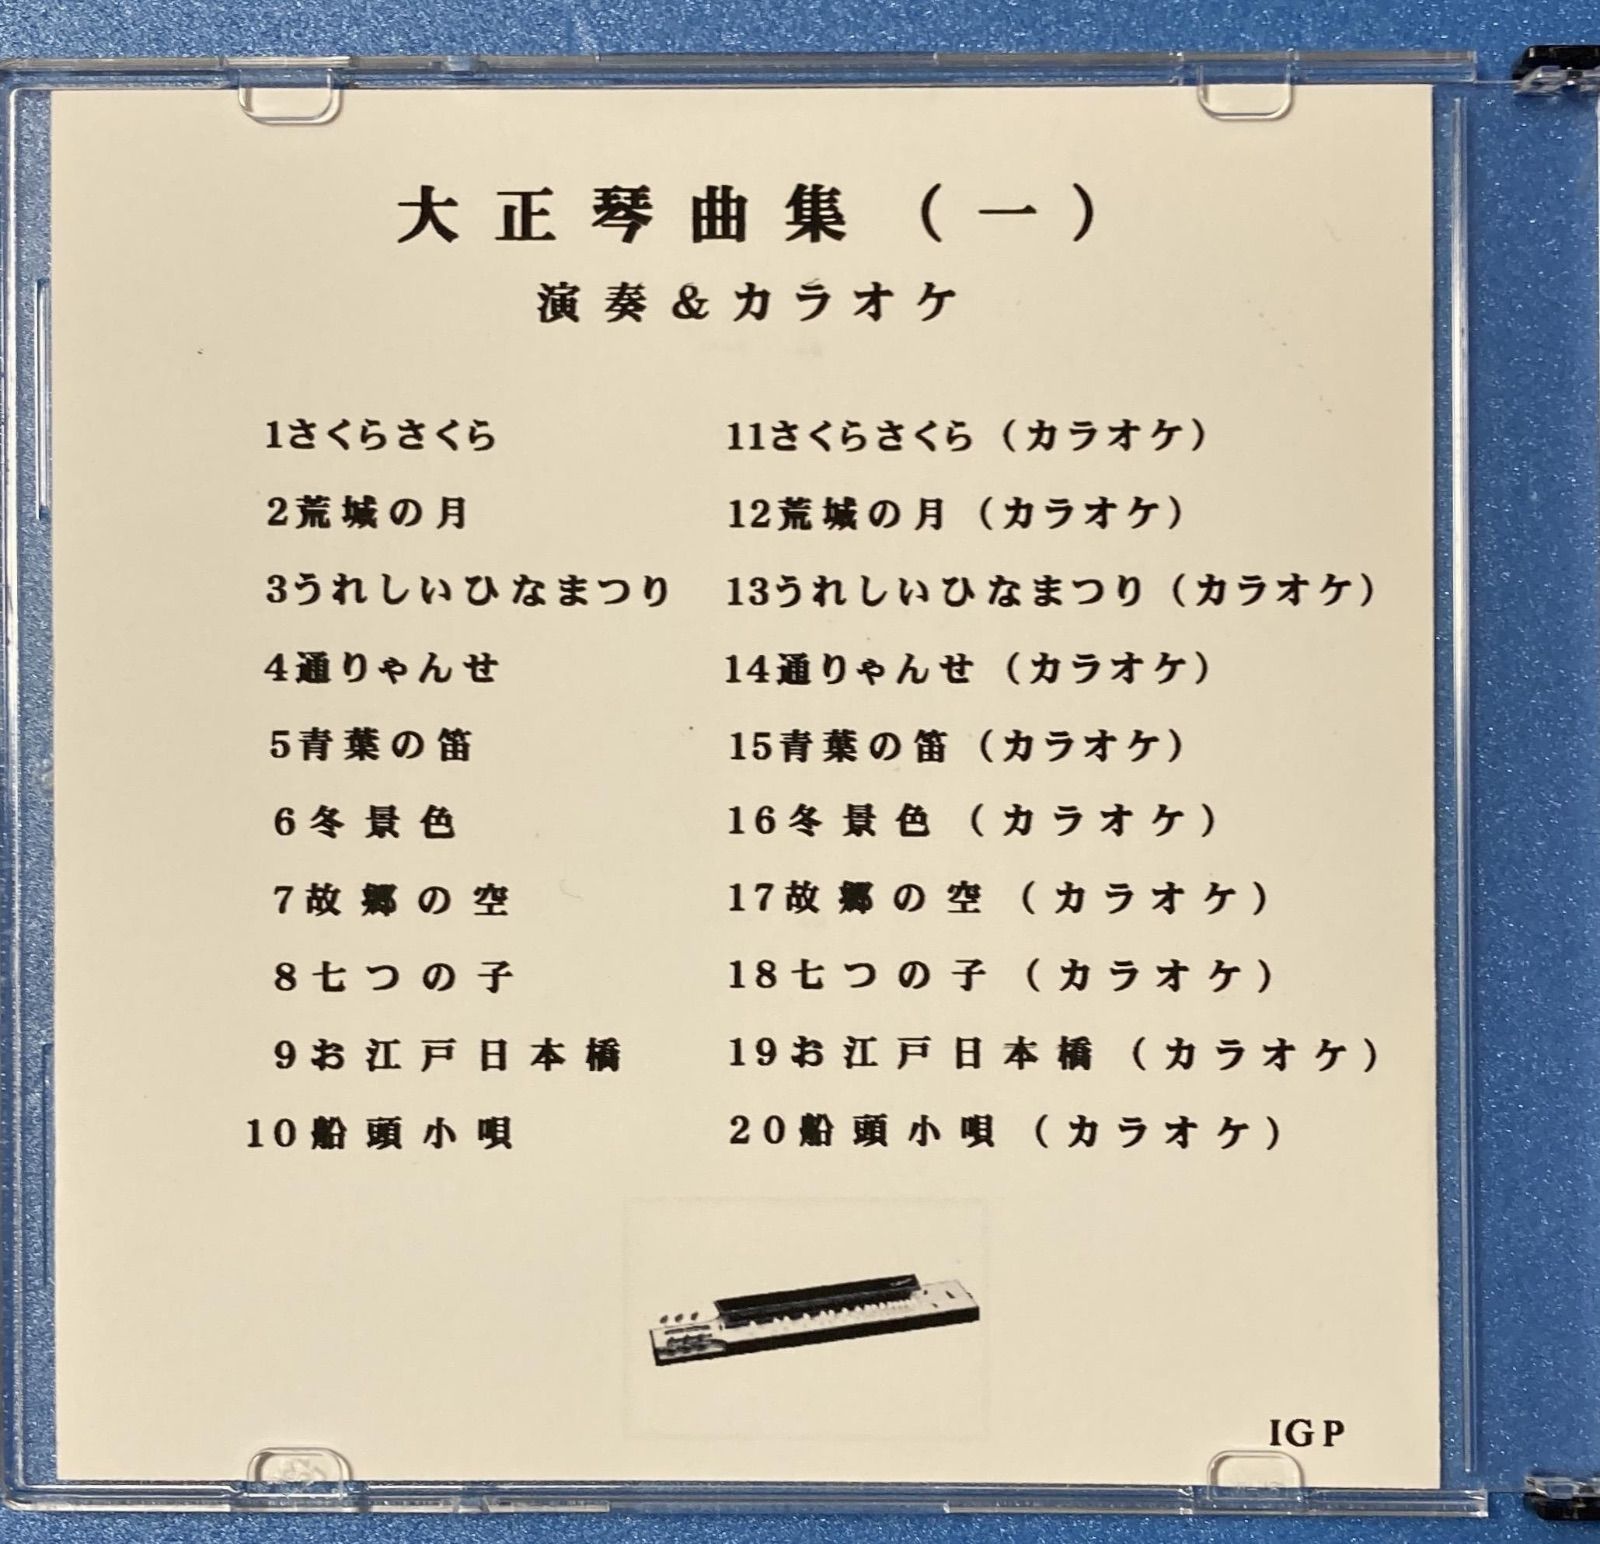 大正琴曲集（一）
演奏&カラオケ
1さくらさくら
2荒城の月
3うれしいひなまつり
4通りゃんせ
5青葉の笛
6冬景色
7故郷の空
8七つの子
9お江戸日本橋
10船頭小唄
11さくらさくら（カラオケ）
12荒城の月（カラオケ）
13うれしいひなまつり（カラオケ）
14通りゃんせ（カラオケ）
15青葉の笛（カラオケ）
16冬景色（カラオケ）
17故郷の空（カラオケ）
18七つの子（カラオケ）
19お江戸日本橋（カラオケ）
20船頭小唄（カラオケ）
IGP